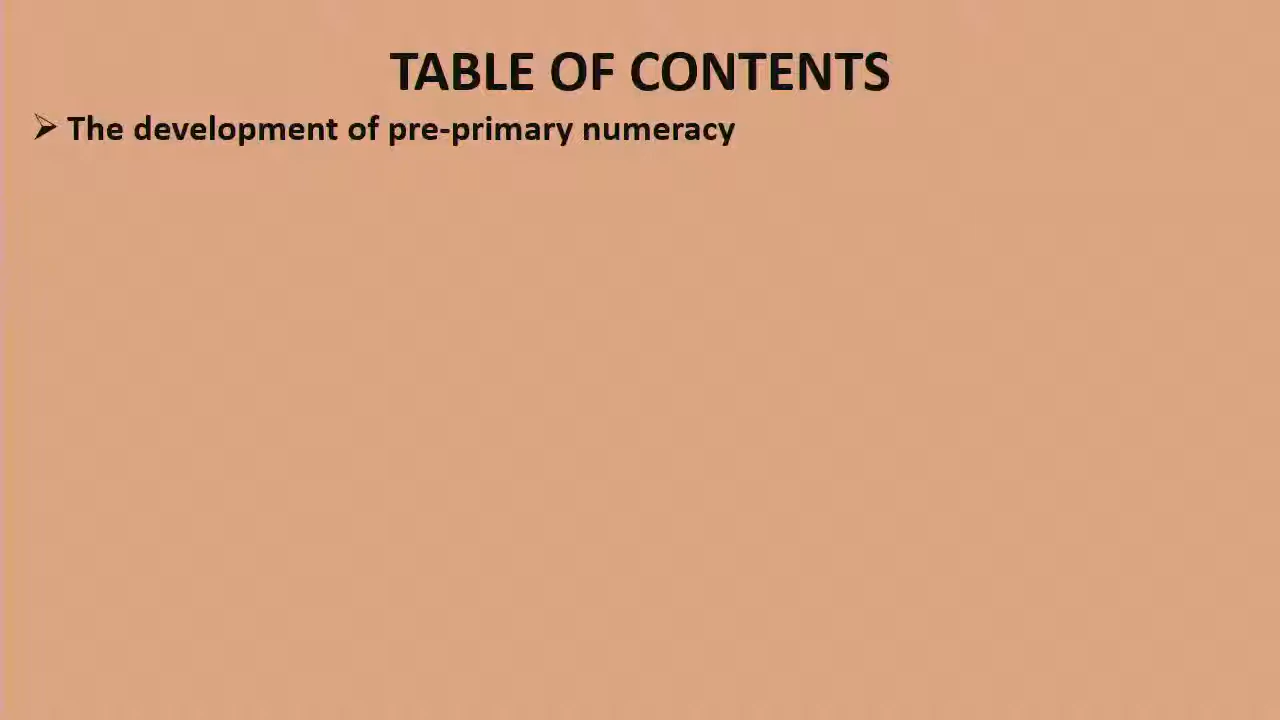 TABLE OF CONTENTS
➢ The development of pre-primary numeracy